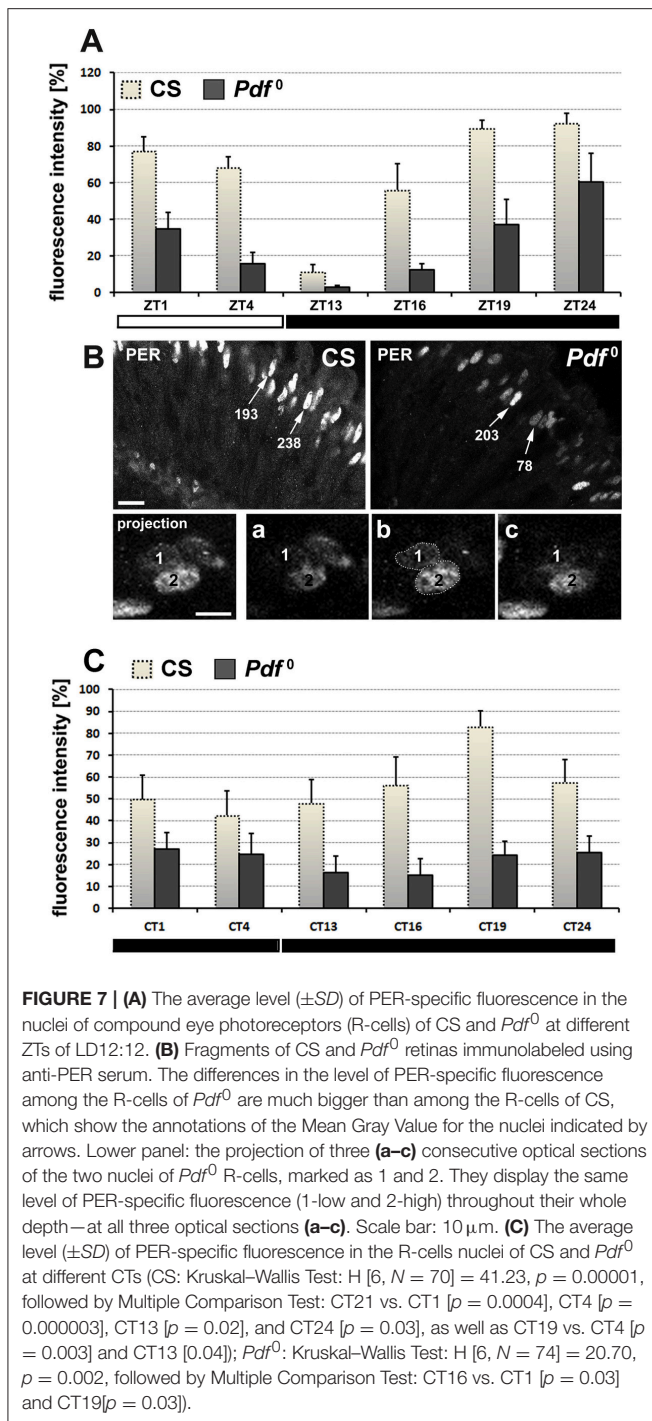 A
CS Pdf⁰
fluorescence intensity [%]
120
100
80
60
40
20
0
ZT1 ZT4 ZT13 ZT16 ZT19 ZT24
B
PER CS
193
238
PER Pdf⁰
203
78
projection
1
2
a
1
2
b
1
2
c
1
2
C
CS Pdf⁰
fluorescence intensity [%]
100
90
80
70
60
50
40
30
20
10
0
CT1 CT4 CT13 CT16 CT19 CT24
FIGURE 7 | (A) The average level (±SD) of PER-specific fluorescence in the
nuclei of compound eye photoreceptors (R-cells) of CS and Pdf⁰ at different
ZTs of LD12:12. (B) Fragments of CS and Pdf⁰ retinas immunolabeled using
anti-PER serum. The differences in the level of PER-specific fluorescence
among the R-cells of Pdf⁰ are much bigger than among the R-cells of CS,
which show the annotations of the Mean Gray Value for the nuclei indicated by
arrows. Lower panel: the projection of three (a–c) consecutive optical sections
of the two nuclei of Pdf⁰ R-cells, marked as 1 and 2. They display the same
level of PER-specific fluorescence (1-low and 2-high) throughout their whole
depth—at all three optical sections (a–c). Scale bar: 10 μm. (C) The average
level (±SD) of PER-specific fluorescence in the R-cells nuclei of CS and Pdf⁰
at different CTs (CS: Kruskal–Wallis Test: H [6, N = 70] = 41.23, p = 0.00001,
followed by Multiple Comparison Test: CT21 vs. CT1 [p = 0.0004], CT4 [p =
0.000003], CT13 [p = 0.02], and CT24 [p = 0.03], as well as CT19 vs. CT4 [p
= 0.003] and CT13 [0.04]); Pdf⁰: Kruskal–Wallis Test: H [6, N = 74] = 20.70,
p = 0.002, followed by Multiple Comparison Test: CT16 vs. CT1 [p = 0.03]
and CT19[p = 0.03]).